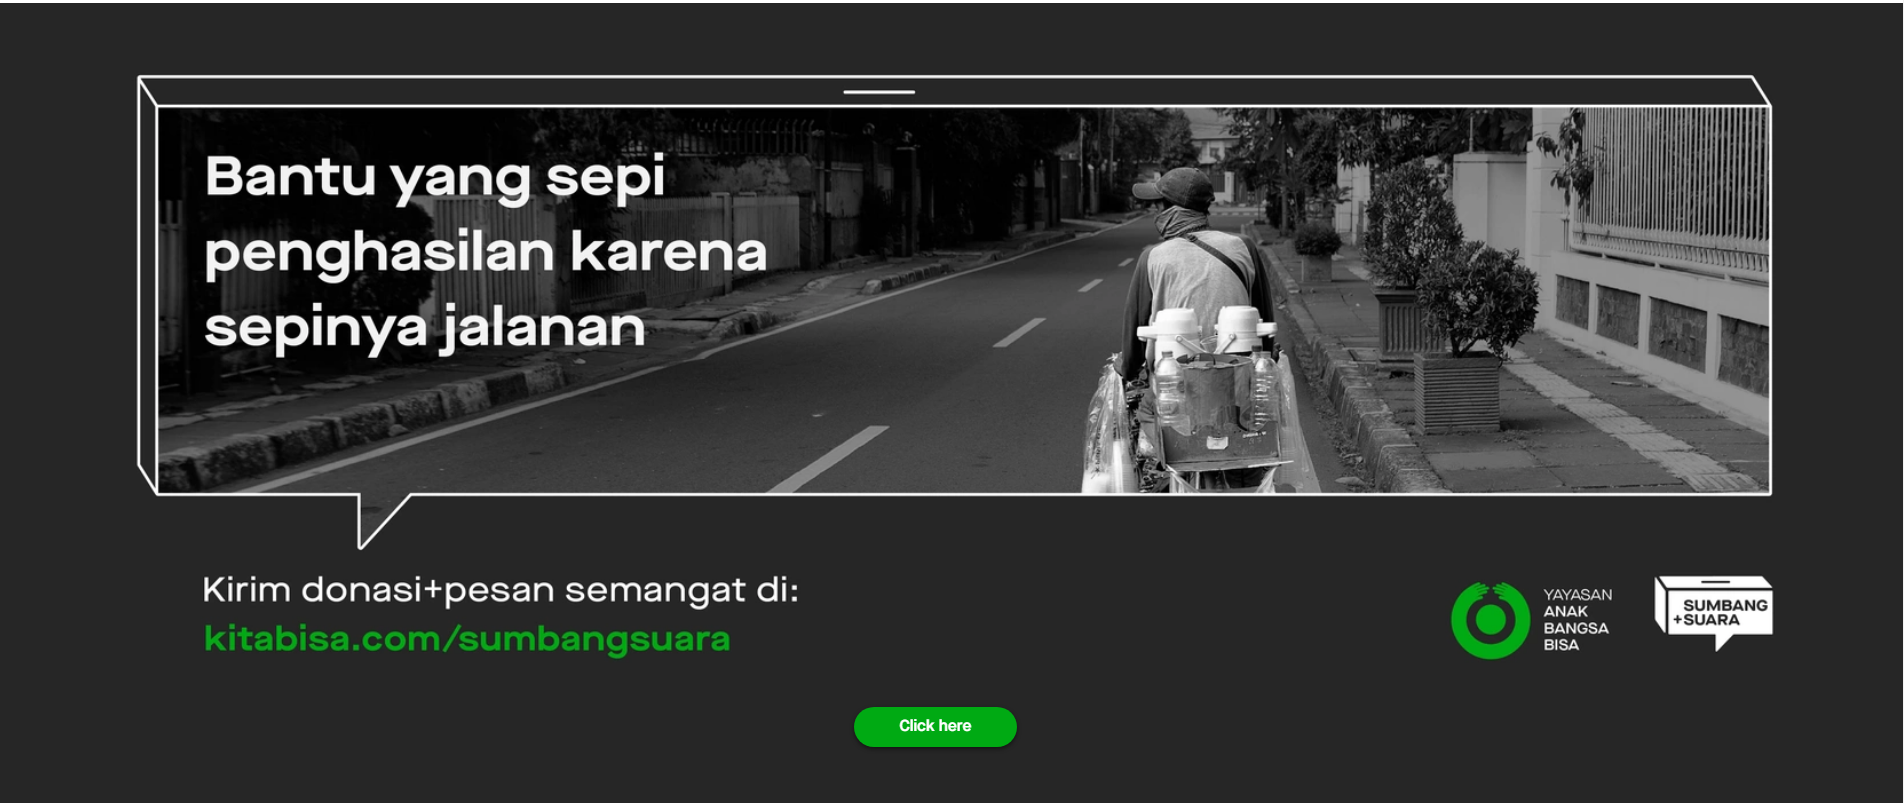 Bantu yang sepi
penghasilan karena
sepinya jalanan
Kirim donasi+pesan semangat di:
kitabisa.com/sumbangsuara
YAYASAN
ANAK
BANGSA
BISA
SUMBANG
+SUARA
Click here